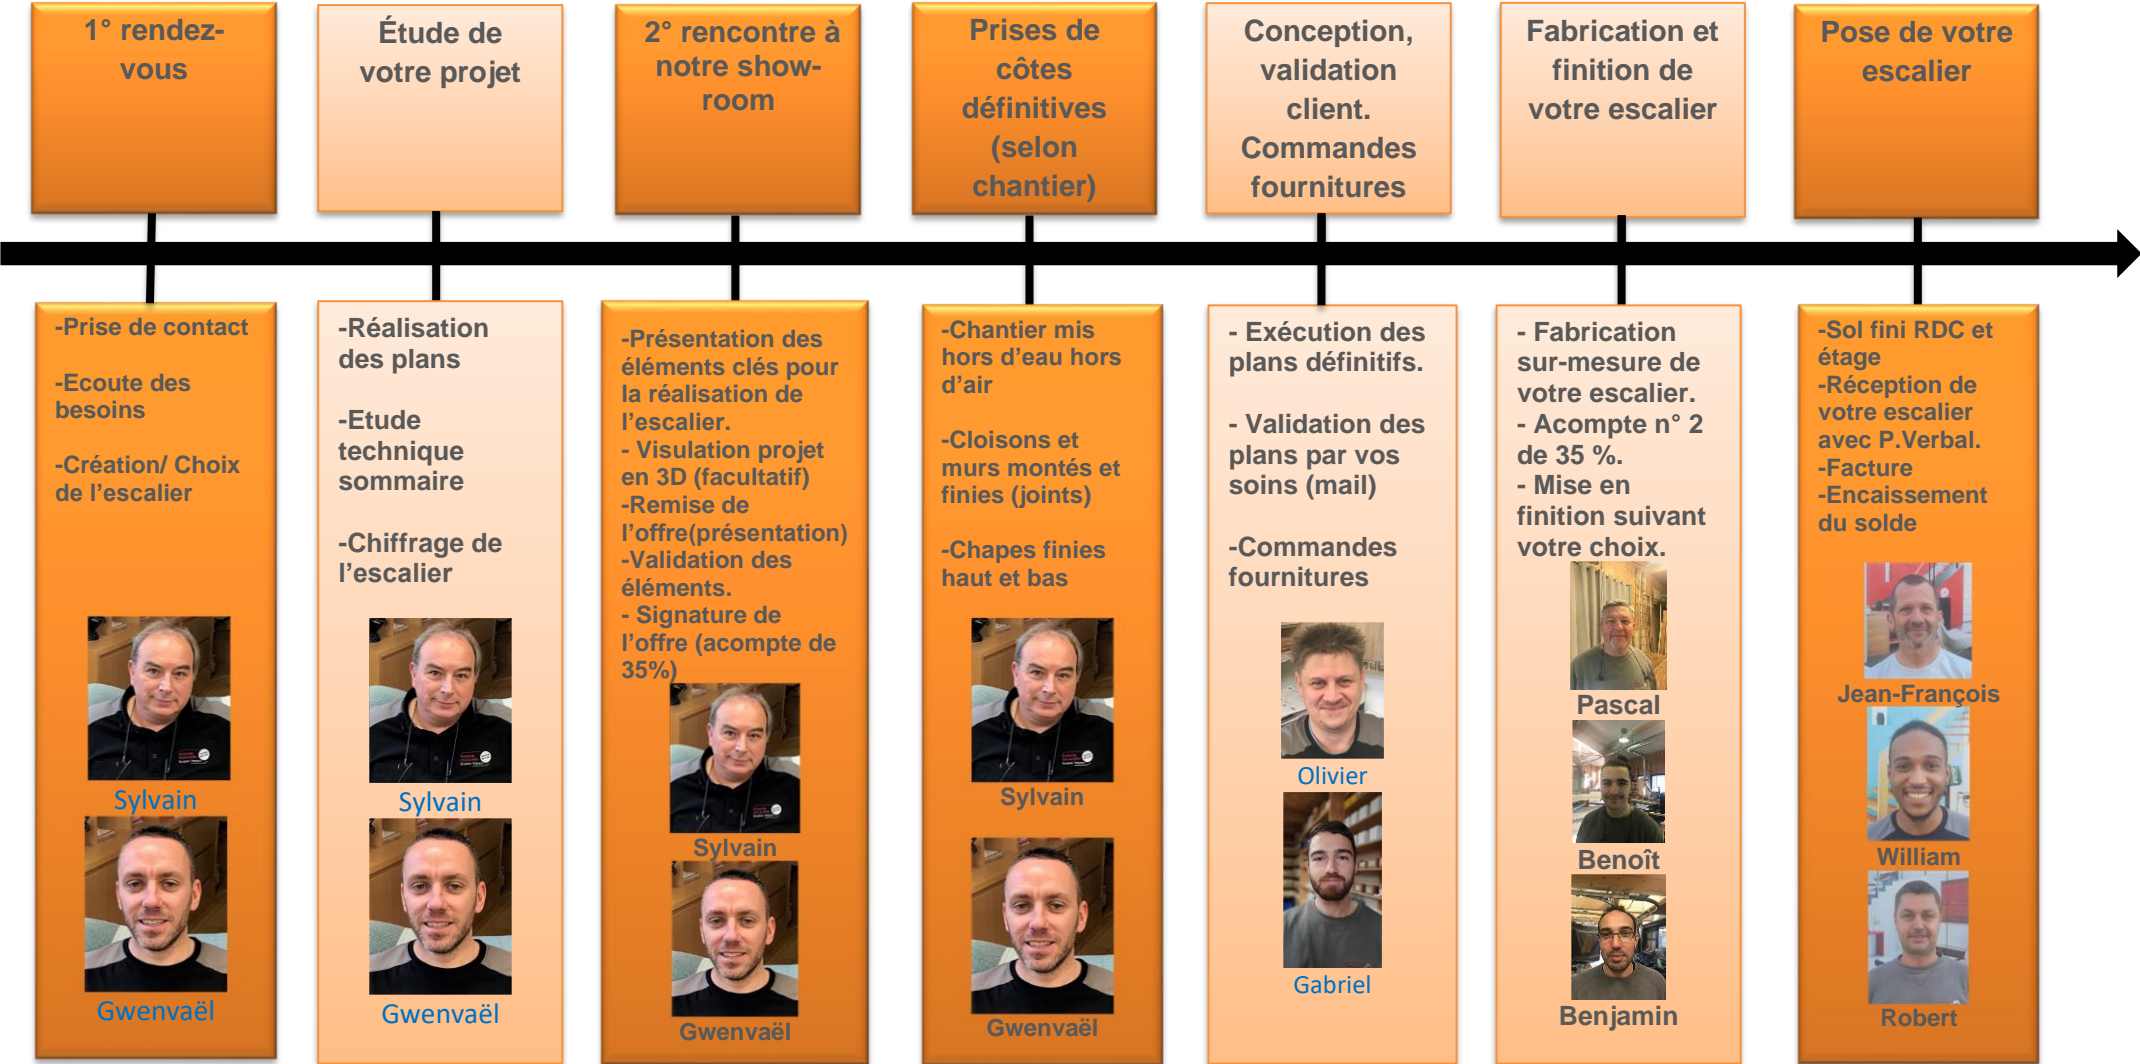 1° rendez-
vous
Étude de
votre projet
2° rencontre à
notre show-
room
Prises de
côtes
définitives
(selon
chantier)
Conception,
validation
client.
Commandes
fournitures
Fabrication et
finition de
votre escalier
Pose de votre
escalier
-Prise de contact
-Ecoute des
besoins
-Création/ Choix
de l'escalier
Sylvain
Gwenvaël
-Réalisation
des plans
-Etude
technique
sommaire
-Chiffrage de
l'escalier
Sylvain
Gwenvaël
-Présentation des
éléments clés pour
la réalisation de
l'escalier.
- Visulation projet
en 3D (facultatif)
-Remise de
l'offre(présentation)
-Validation des
éléments.
- Signature de
l'offre (acompte de
35%)
Sylvain
Gwenvaël
-Chantier mis
hors d'eau hors
d'air
-Cloisons et
murs montés et
finies (joints)
-Chapes finies
haut et bas
Sylvain
Gwenvaël
- Exécution des
plans définitifs.
- Validation des
plans par vos
soins (mail)
-Commandes
fournitures
Olivier
Gabriel
- Fabrication
sur-mesure de
votre escalier.
- Acompte n° 2
de 35 %.
- Mise en
finition suivant
votre choix.
Pascal
Benoît
Benjamin
-Sol fini RDC et
étage
-Réception de
votre escalier
avec P.Verbal.
-Facture
-Encaissement
du solde
Jean-François
William
Robert